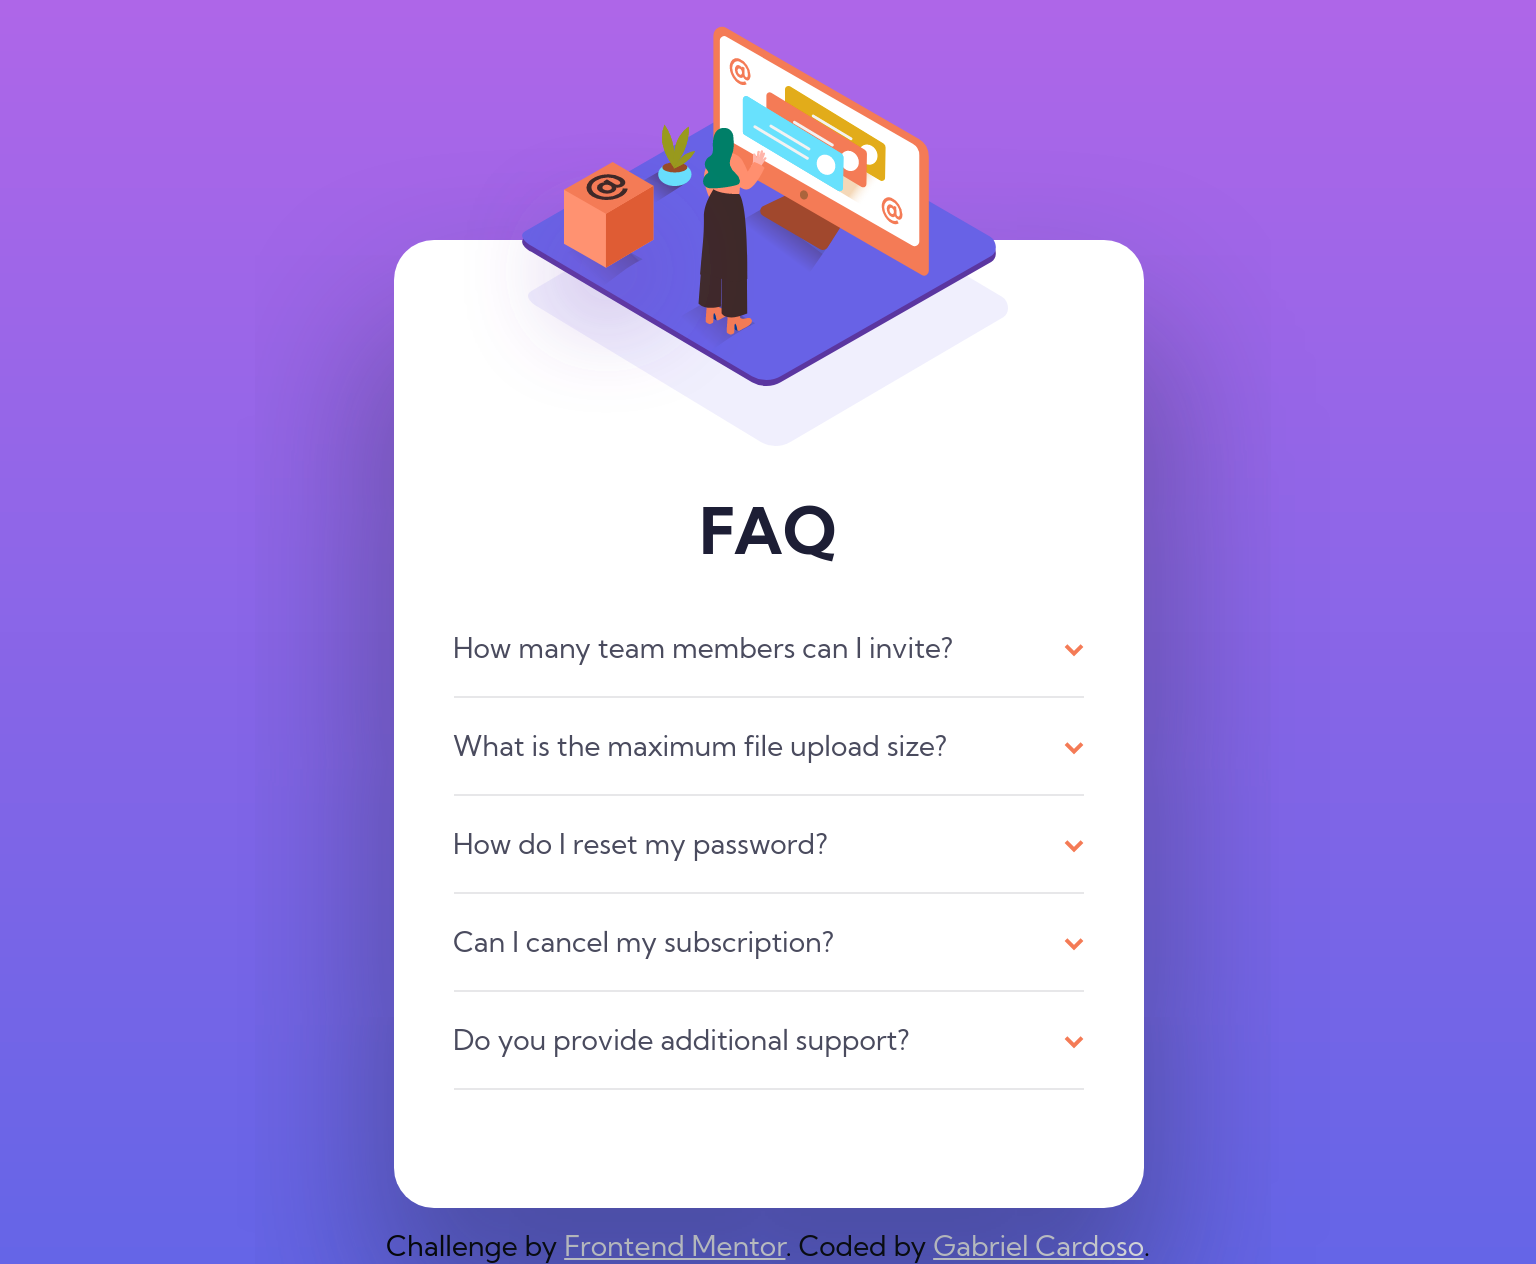 @
@
@
FAQ
How many team members can I invite?
What is the maximum file upload size?
How do I reset my password?
Can I cancel my subscription?
Do you provide additional support?
Challenge by Frontend Mentor. Coded by Gabriel Cardoso.